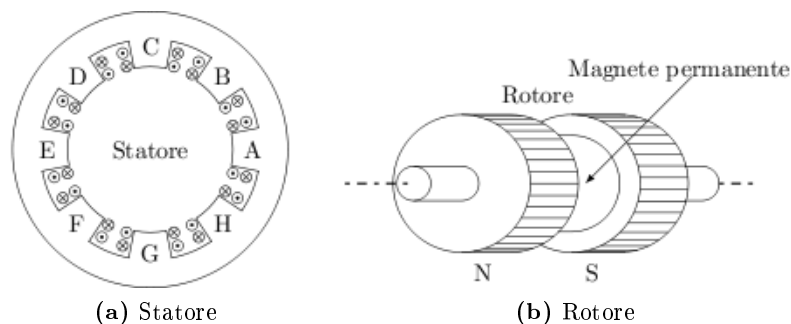 C
D
B
Magnete permanente
Rotore
E
Statore
A
F
H
G
N
S
(a) Statore
(b) Rotore